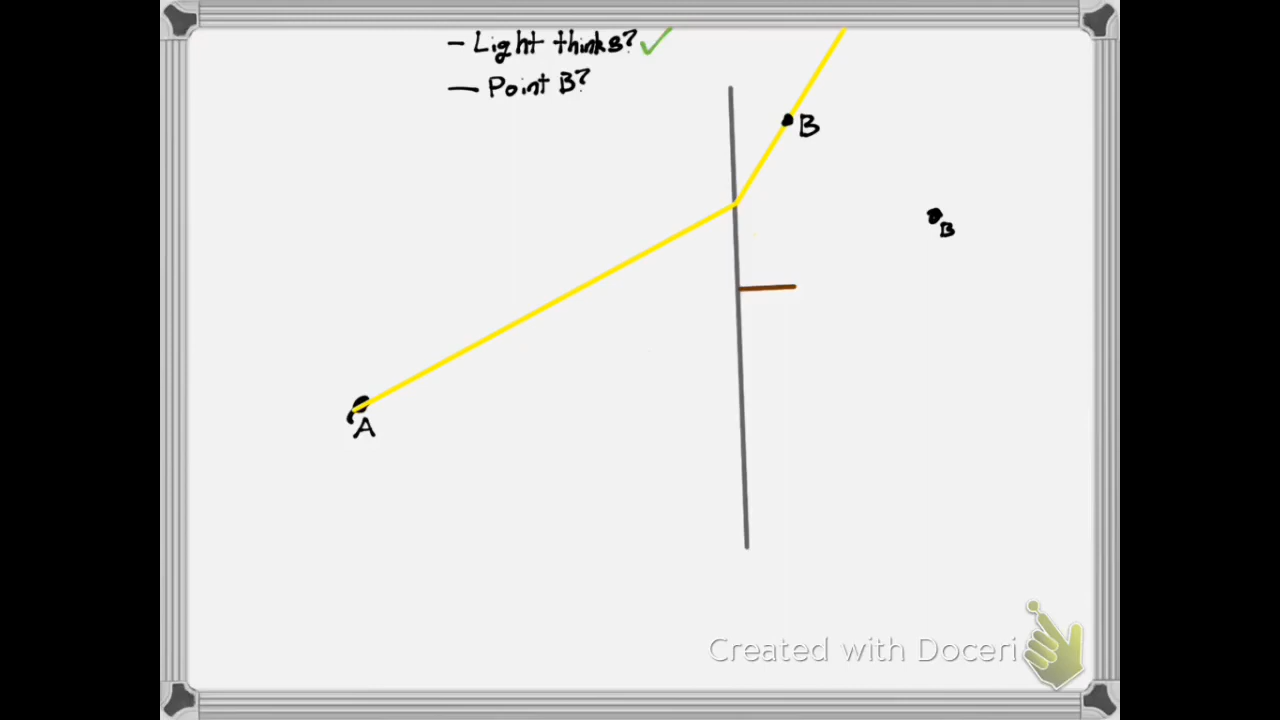 - Light thinks?
- Point B?
B
B
A
Created with Doceri